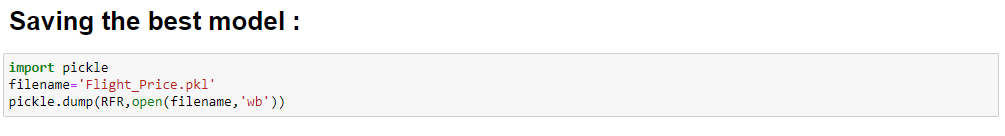 Saving the best model :
import pickle
filename='Flight_Price.pkl'
pickle.dump(RFR,open(filename,'wb'))